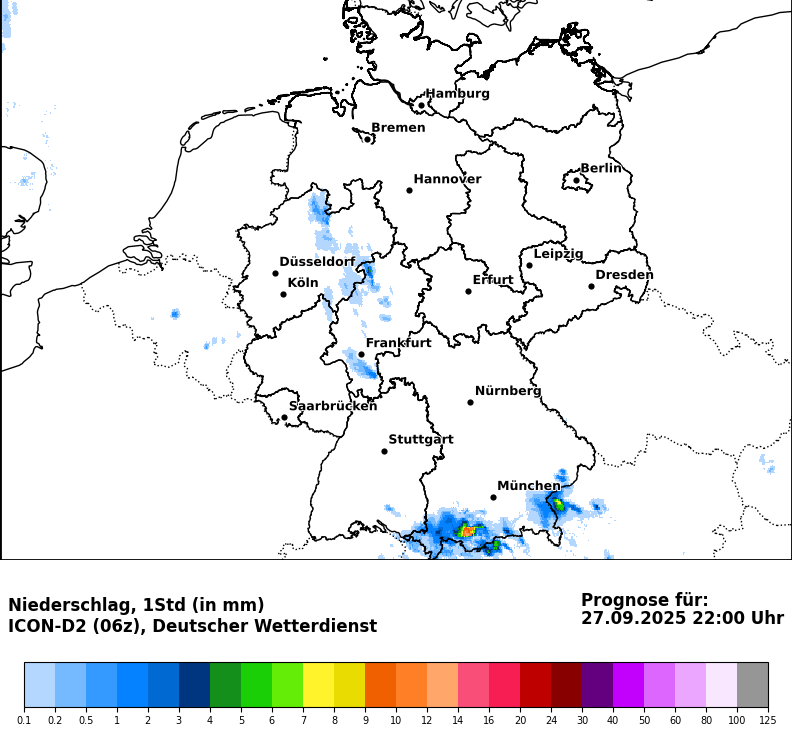 Hamburg
Bremen
Berlin
Hannover
Leipzig
Düsseldorf
Dresden
Erfurt
Köln
Frankfurt
Nürnberg
Saarbrücken
Stuttgart
München
Niederschlag, 1Std (in mm)
ICON-D2 (06z), Deutscher Wetterdienst
Prognose für:
27.09.2025 22:00 Uhr
0.1 0.2 0.5 1 2 3 4 5 6 7 8 9 10 12 14 16 20 24 30 40 50 60 80 100 125